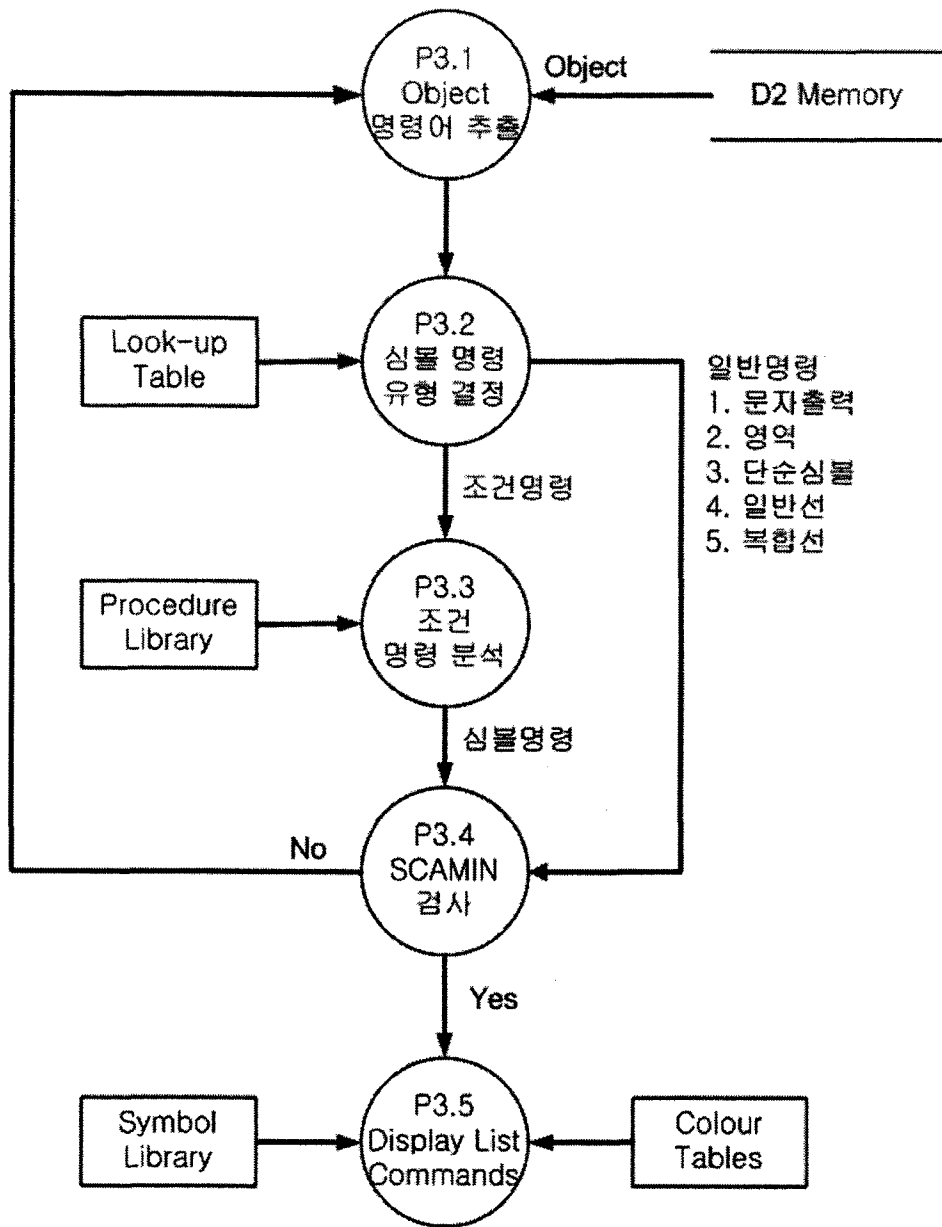 P3.1
Object
명령어 추출
Object
D2 Memory
Look-up
Table
P3.2
심볼 명령
유형 결정
일반명령
1. 문자출력
2. 영역
3. 단순심볼
4. 일반선
5. 복합선
조건명령
Procedure
Library
P3.3
조건
명령 분석
심볼명령
No
P3.4
SCAMIN
검사
Yes
Symbol
Library
P3.5
Display List
Commands
Colour
Tables